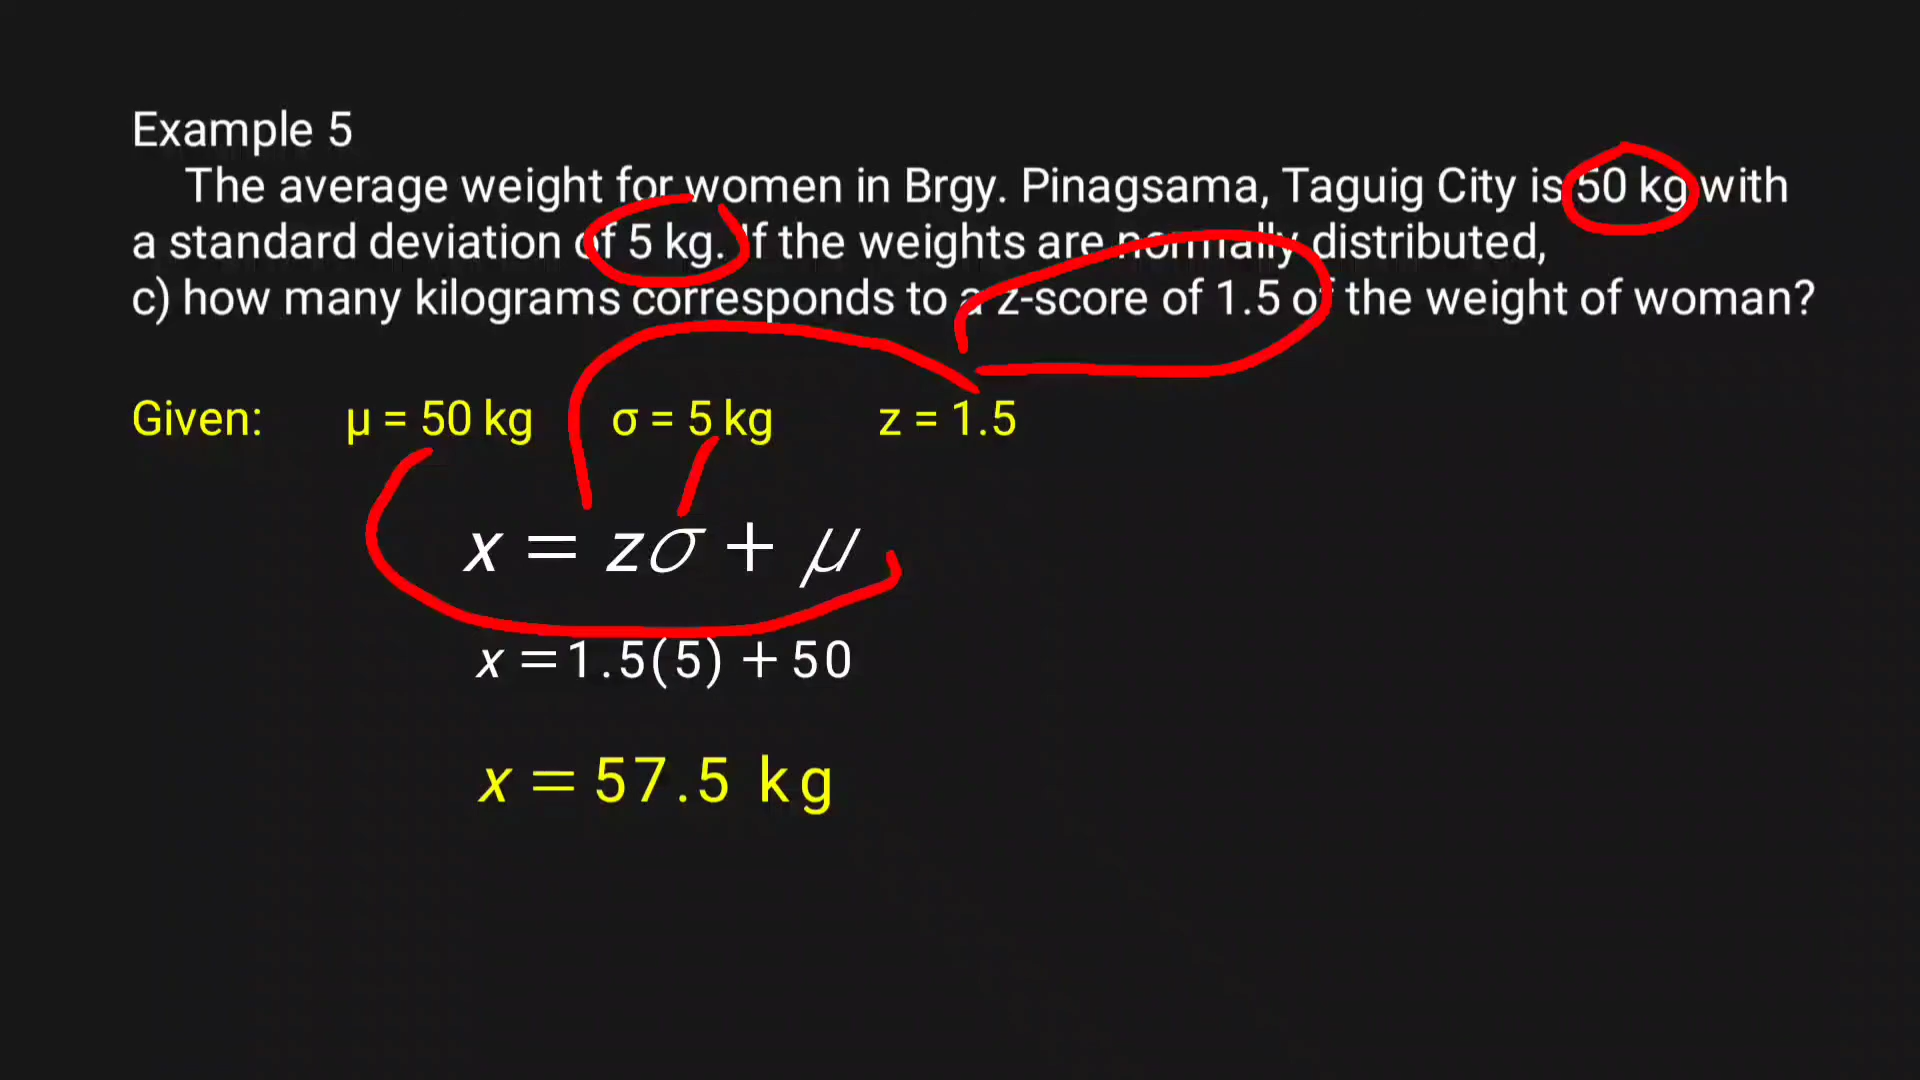 Example 5
The average weight for women in Brgy. Pinagsama, Taguig City is 50 kg with
a standard deviation of 5 kg. If the weights are normally distributed,
c) how many kilograms corresponds to a z-score of 1.5 of the weight of woman?
Given: μ = 50 kg σ = 5 kg z = 1.5
x = zσ + μ
x = 1.5(5) + 50
x = 57.5 kg